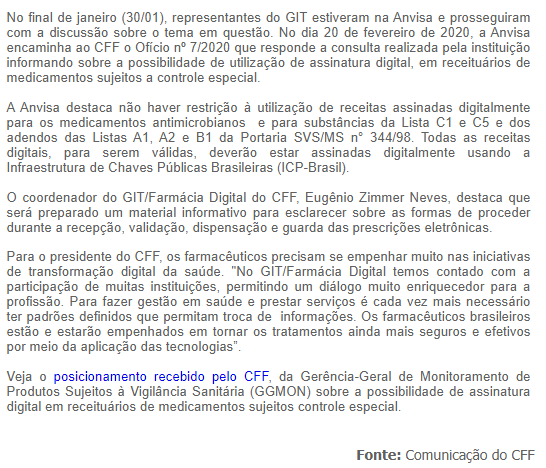 No final de janeiro (30/01), representantes do GIT estiveram na Anvisa e prosseguiram
com a discussão sobre o tema em questão. No dia 20 de fevereiro de 2020, a Anvisa
encaminha ao CFF o Ofício nº 7/2020 que responde a consulta realizada pela instituição
informando sobre a possibilidade de utilização de assinatura digital, em receituários de
medicamentos sujeitos a controle especial.
A Anvisa destaca não haver restrição à utilização de receitas assinadas digitalmente
para os medicamentos antimicrobianos e para substâncias da Lista C1 e C5 e dos
adendos das Listas A1, A2 e B1 da Portaria SVS/MS n° 344/98. Todas as receitas
digitais, para serem válidas, deverão estar assinadas digitalmente usando a
Infraestrutura de Chaves Públicas Brasileiras (ICP-Brasil).
O coordenador do GIT/Farmácia Digital do CFF, Eugênio Zimmer Neves, destaca que
será preparado um material informativo para esclarecer sobre as formas de proceder
durante a recepção, validação, dispensação e guarda das prescrições eletrônicas.
Para o presidente do CFF, os farmacêuticos precisam se empenhar muito nas iniciativas
de transformação digital da saúde. "No GIT/Farmácia Digital temos contado com a
participação de muitas instituições, permitindo um diálogo muito enriquecedor para a
profissão. Para fazer gestão em saúde e prestar serviços é cada vez mais necessário
ter padrões definidos que permitam troca de informações. Os farmacêuticos brasileiros
estão e estarão empenhados em tornar os tratamentos ainda mais seguros e efetivos
por meio da aplicação das tecnologias”.
Veja o posicionamento recebido pelo CFF, da Gerência-Geral de Monitoramento de
Produtos Sujeitos à Vigilância Sanitária (GGMON) sobre a possibilidade de assinatura
digital em receituários de medicamentos sujeitos controle especial.
Fonte: Comunicação do CFF